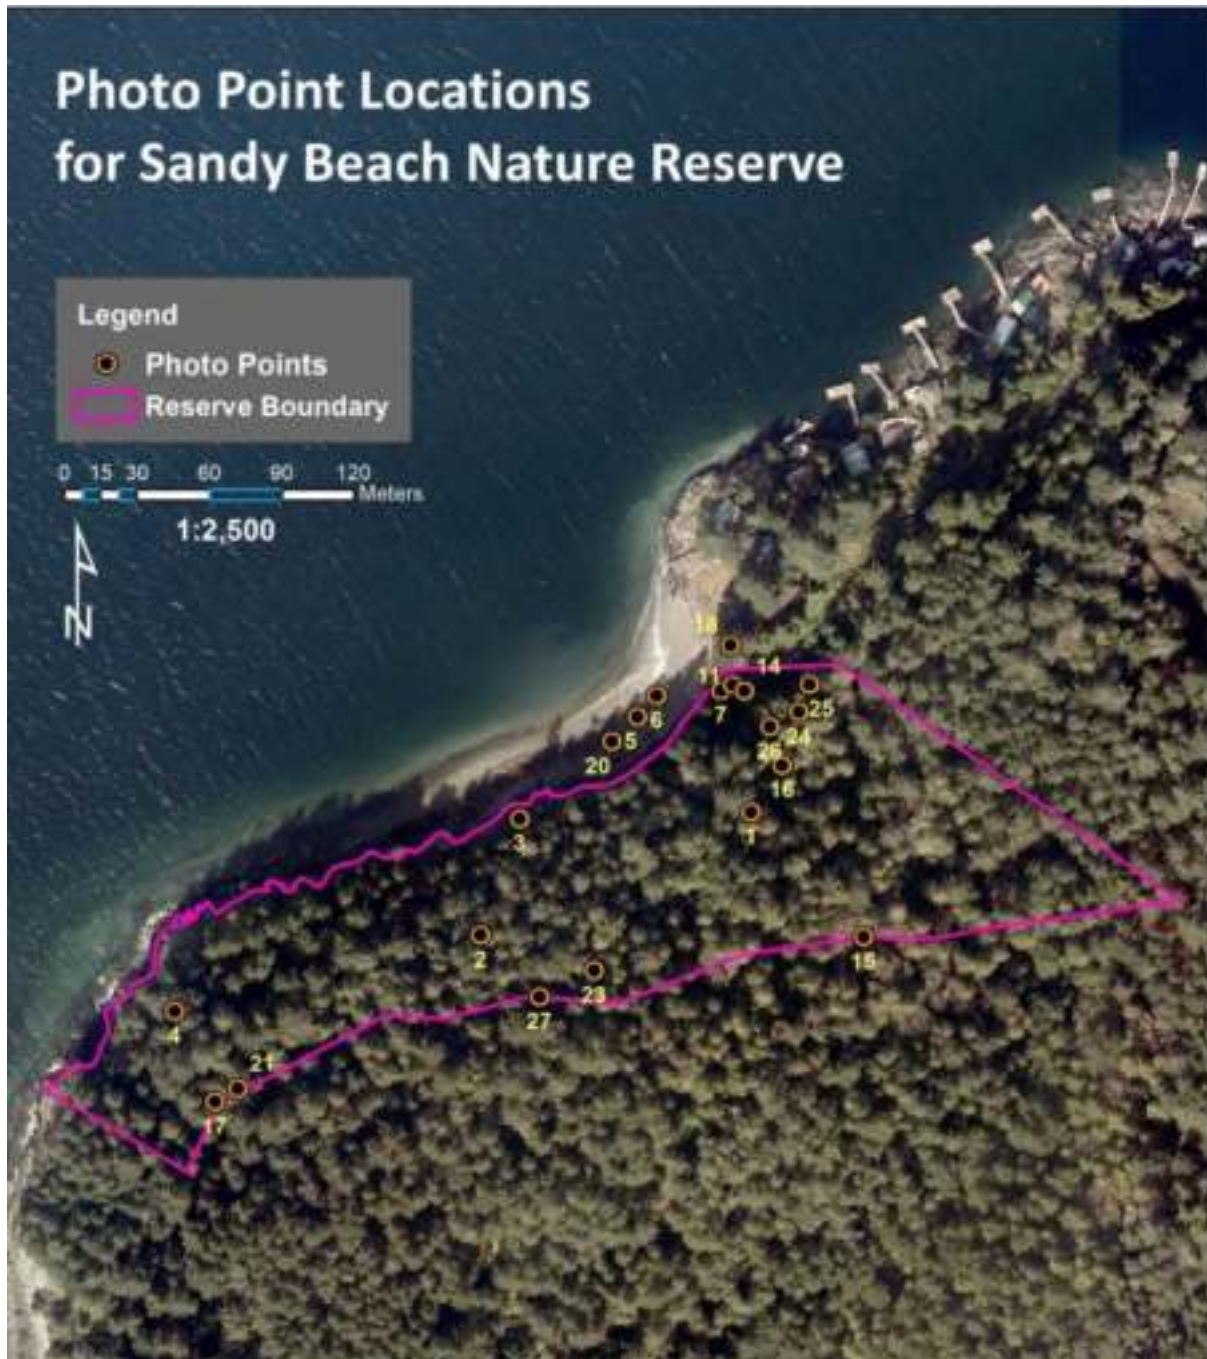 Photo Point Locations
for Sandy Beach Nature Reserve
Legend
Photo Points
Reserve Boundary
0 15 30 60 90 120
Meters
1:2,500
N
18
11 14
7
25
24
6
5
26
20
16
3
1
2
15
23
27
4
21
17